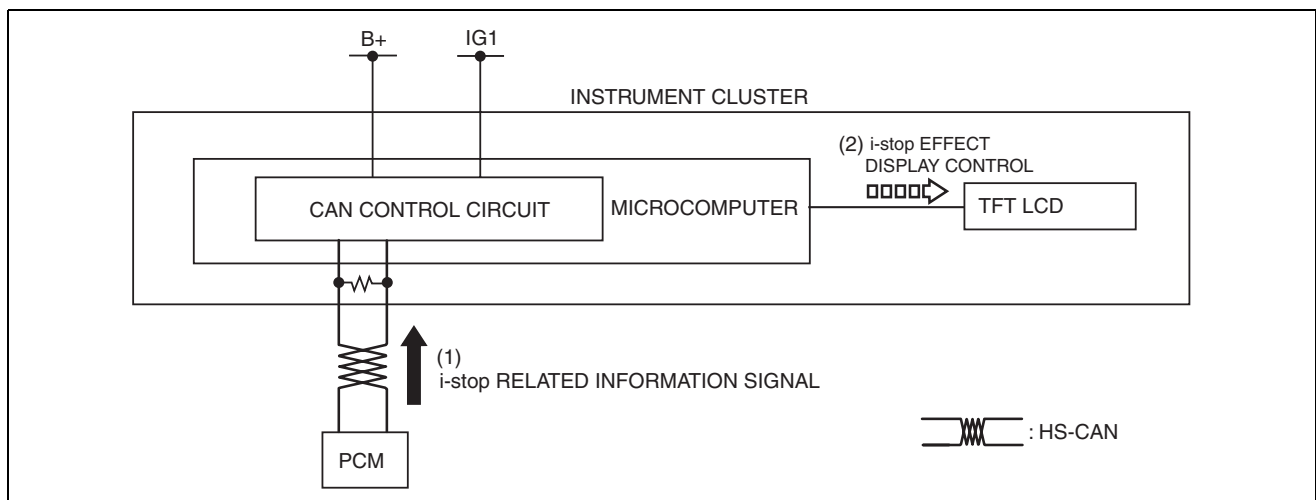 B+
IG1
INSTRUMENT CLUSTER
(2) i-stop EFFECT
DISPLAY CONTROL
CAN CONTROL CIRCUIT
MICROCOMPUTER
TFT LCD
(1)
i-stop RELATED INFORMATION SIGNAL
: HS-CAN
PCM